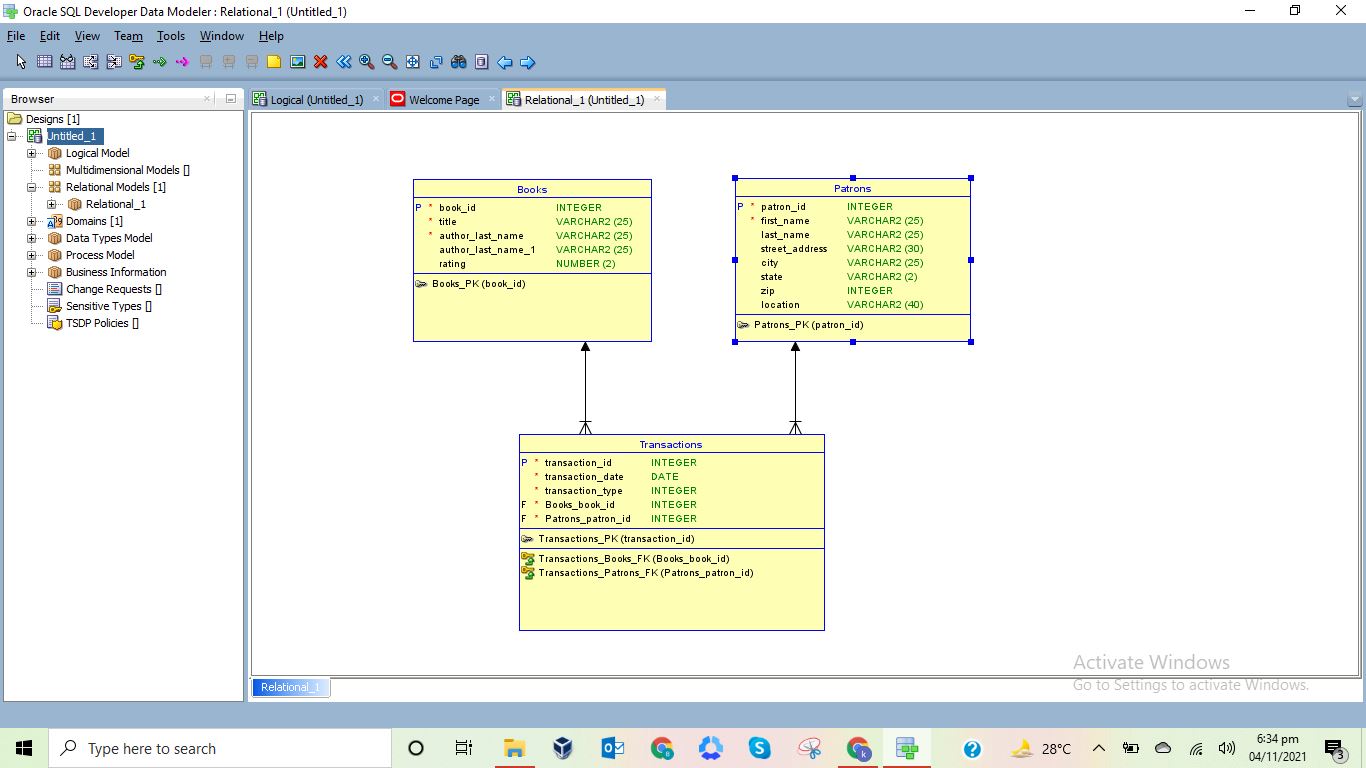 Oracle SQL Developer Data Modeler : Relational_1 (Untitled_1)
File Edit View Team Tools Window Help
Browser
Logical (Untitled_1) Welcome Page Relational_1 (Untitled_1)
Designs [1]
Untitled_1
Logical Model
Multidimensional Models []
Relational Models [1]
Relational_1
Domains [1]
Data Types Model
Process Model
Business Information
Change Requests []
Sensitive Types []
TSDP Policies []
Books
P * book_id INTEGER
* title VARCHAR2 (25)
* author_last_name VARCHAR2 (25)
author_last_name_1 VARCHAR2 (25)
rating NUMBER (2)
Books_PK (book_id)
Patrons
P * patron_id INTEGER
* first_name VARCHAR2 (25)
last_name VARCHAR2 (25)
street_address VARCHAR2 (30)
city VARCHAR2 (25)
state VARCHAR2 (2)
zip INTEGER
location VARCHAR2 (40)
Patrons_PK (patron_id)
Transactions
P * transaction_id INTEGER
* transaction_date DATE
* transaction_type INTEGER
F * Books_book_id INTEGER
F * Patrons_patron_id INTEGER
Transactions_PK (transaction_id)
Transactions_Books_FK (Books_book_id)
Transactions_Patrons_FK (Patrons_patron_id)
Activate Windows
Go to Settings to activate Windows.
Relational_1
Type here to search
28°C
6:34 pm
04/11/2021
3